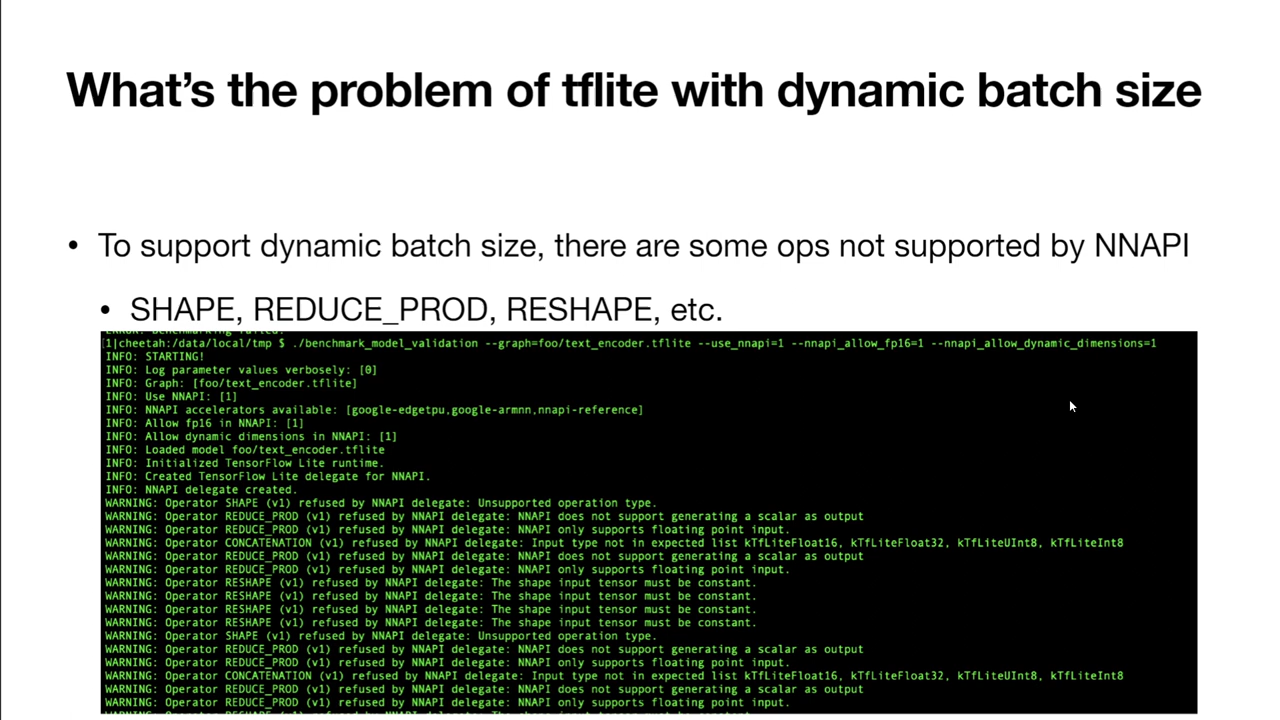 What's the problem of tflite with dynamic batch size
• To support dynamic batch size, there are some ops not supported by NNAPI
• SHAPE, REDUCE_PROD, RESHAPE, etc.
ERROR: Benchmarking failed.
1|cheetah:/data/local/tmp $ ./benchmark_model_validation --graph=foo/text_encoder.tflite --use_nnapi=1 --nnapi_allow_fp16=1 --nnapi_allow_dynamic_dimensions=1
INFO: STARTING!
INFO: Log parameter values verbosely: [0]
INFO: Graph: [foo/text_encoder.tflite]
INFO: Use NNAPI: [1]
INFO: NNAPI accelerators available: [google-edgetpu,google-armnn,nnapi-reference]
INFO: Allow fp16 in NNAPI: [1]
INFO: Allow dynamic dimensions in NNAPI: [1]
INFO: Loaded model foo/text_encoder.tflite
INFO: Initialized TensorFlow Lite runtime.
INFO: Created TensorFlow Lite delegate for NNAPI.
INFO: NNAPI delegate created.
WARNING: Operator SHAPE (v1) refused by NNAPI delegate: Unsupported operation type.
WARNING: Operator REDUCE_PROD (v1) refused by NNAPI delegate: NNAPI does not support generating a scalar as output
WARNING: Operator REDUCE_PROD (v1) refused by NNAPI delegate: NNAPI only supports floating point input.
WARNING: Operator CONCATENATION (v1) refused by NNAPI delegate: Input type not in expected list kTfLiteFloat16, kTfLiteFloat32, kTfLiteUInt8, kTfLiteInt8
WARNING: Operator REDUCE_PROD (v1) refused by NNAPI delegate: NNAPI does not support generating a scalar as output
WARNING: Operator REDUCE_PROD (v1) refused by NNAPI delegate: NNAPI only supports floating point input.
WARNING: Operator RESHAPE (v1) refused by NNAPI delegate: The shape input tensor must be constant.
WARNING: Operator RESHAPE (v1) refused by NNAPI delegate: The shape input tensor must be constant.
WARNING: Operator RESHAPE (v1) refused by NNAPI delegate: The shape input tensor must be constant.
WARNING: Operator RESHAPE (v1) refused by NNAPI delegate: The shape input tensor must be constant.
WARNING: Operator SHAPE (v1) refused by NNAPI delegate: Unsupported operation type.
WARNING: Operator REDUCE_PROD (v1) refused by NNAPI delegate: NNAPI does not support generating a scalar as output
WARNING: Operator REDUCE_PROD (v1) refused by NNAPI delegate: NNAPI only supports floating point input.
WARNING: Operator CONCATENATION (v1) refused by NNAPI delegate: Input type not in expected list kTfLiteFloat16, kTfLiteFloat32, kTfLiteUInt8, kTfLiteInt8
WARNING: Operator REDUCE_PROD (v1) refused by NNAPI delegate: NNAPI does not support generating a scalar as output
WARNING: Operator REDUCE_PROD (v1) refused by NNAPI delegate: NNAPI only supports floating point input.